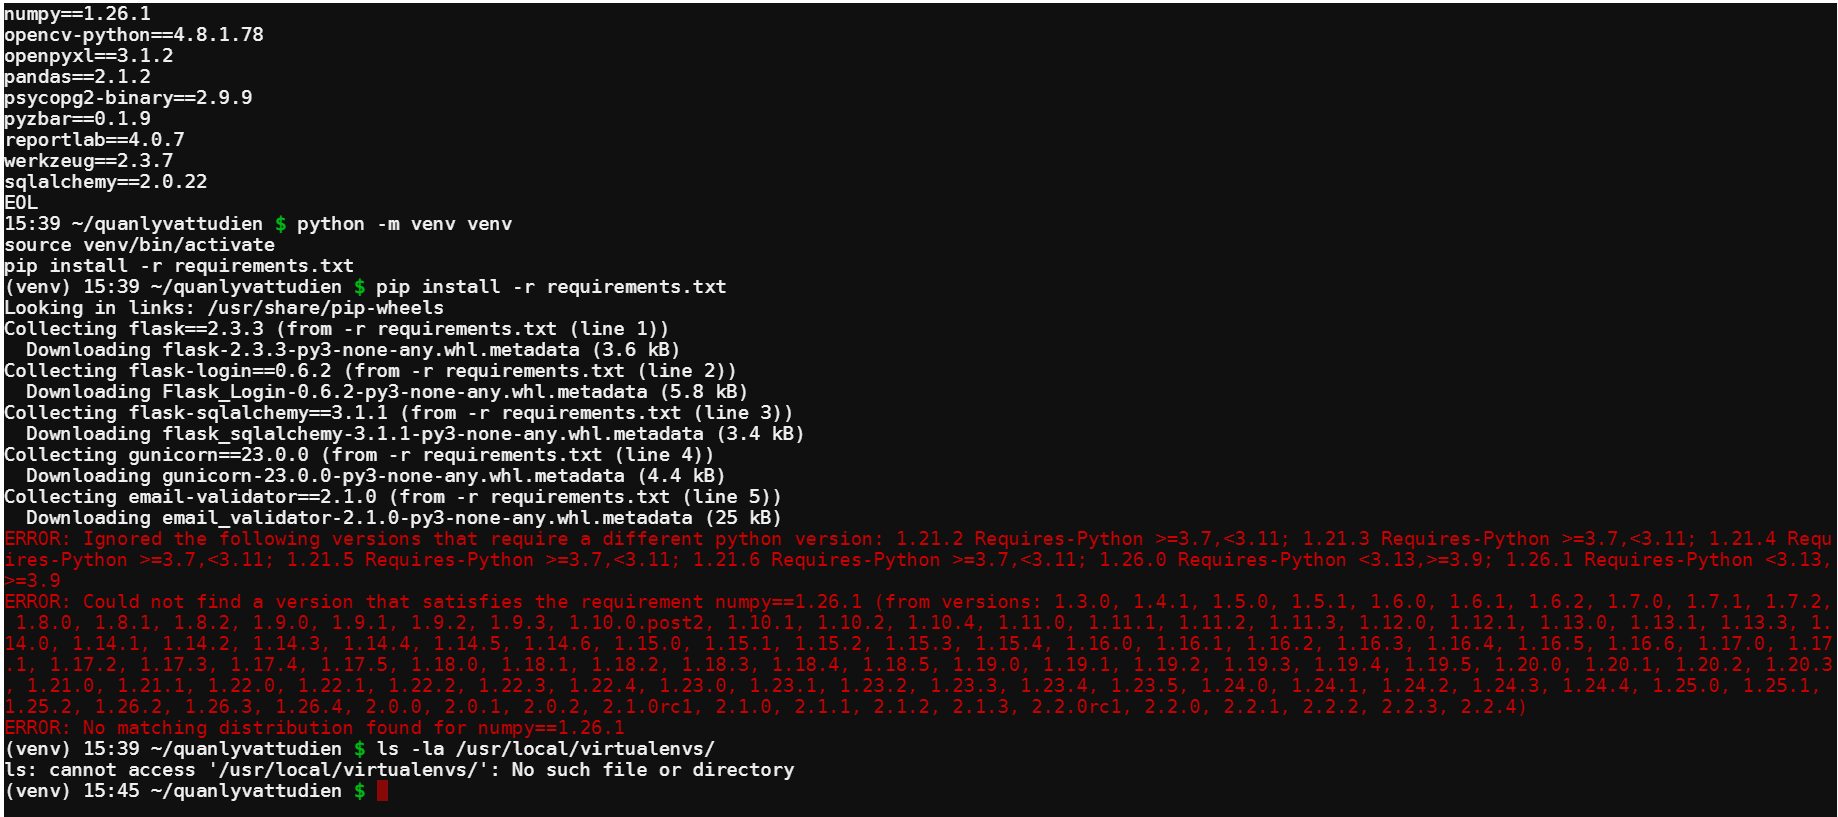 numpy==1.26.1
opencv-python==4.8.1.78
openpyxl==3.1.2
pandas==2.1.2
psycopg2-binary==2.9.9
pyzbar==0.1.9
reportlab==4.0.7
werkzeug==2.3.7
sqlalchemy==2.0.22
EOL
15:39 ~/quanlyvattudien $ python -m venv venv
source venv/bin/activate
pip install -r requirements.txt
(venv) 15:39 ~/quanlyvattudien $ pip install -r requirements.txt
Looking in links: /usr/share/pip-wheels
Collecting flask==2.3.3 (from -r requirements.txt (line 1))
  Downloading flask-2.3.3-py3-none-any.whl.metadata (3.6 kB)
Collecting flask-login==0.6.2 (from -r requirements.txt (line 2))
  Downloading Flask_Login-0.6.2-py3-none-any.whl.metadata (5.8 kB)
Collecting flask-sqlalchemy==3.1.1 (from -r requirements.txt (line 3))
  Downloading flask_sqlalchemy-3.1.1-py3-none-any.whl.metadata (3.4 kB)
Collecting gunicorn==23.0.0 (from -r requirements.txt (line 4))
  Downloading gunicorn-23.0.0-py3-none-any.whl.metadata (4.4 kB)
Collecting email-validator==2.1.0 (from -r requirements.txt (line 5))
  Downloading email_validator-2.1.0-py3-none-any.whl.metadata (25 kB)
ERROR: Ignored the following versions that require a different python version: 1.21.2 Requires-Python >=3.7,<3.11; 1.21.3 Requires-Python >=3.7,<3.11; 1.21.4 Requ
ires-Python >=3.7,<3.11; 1.21.5 Requires-Python >=3.7,<3.11; 1.21.6 Requires-Python >=3.7,<3.11; 1.26.0 Requires-Python <3.13,>=3.9; 1.26.1 Requires-Python <3.13,
>=3.9
ERROR: Could not find a version that satisfies the requirement numpy==1.26.1 (from versions: 1.3.0, 1.4.1, 1.5.0, 1.5.1, 1.6.0, 1.6.1, 1.6.2, 1.7.0, 1.7.1, 1.7.2,
 1.8.0, 1.8.1, 1.8.2, 1.9.0, 1.9.1, 1.9.2, 1.9.3, 1.10.0.post2, 1.10.1, 1.10.2, 1.10.4, 1.11.0, 1.11.1, 1.11.2, 1.11.3, 1.12.0, 1.12.1, 1.13.0, 1.13.1, 1.13.3, 1.
14.0, 1.14.1, 1.14.2, 1.14.3, 1.14.4, 1.14.5, 1.14.6, 1.15.0, 1.15.1, 1.15.2, 1.15.3, 1.15.4, 1.16.0, 1.16.1, 1.16.2, 1.16.3, 1.16.4, 1.16.5, 1.16.6, 1.17.0, 1.17
.1, 1.17.2, 1.17.3, 1.17.4, 1.17.5, 1.18.0, 1.18.1, 1.18.2, 1.18.3, 1.18.4, 1.18.5, 1.19.0, 1.19.1, 1.19.2, 1.19.3, 1.19.4, 1.19.5, 1.20.0, 1.20.1, 1.20.2, 1.20.3
, 1.21.0, 1.21.1, 1.22.0, 1.22.1, 1.22.2, 1.22.3, 1.22.4, 1.23.0, 1.23.1, 1.23.2, 1.23.3, 1.23.4, 1.23.5, 1.24.0, 1.24.1, 1.24.2, 1.24.3, 1.24.4, 1.25.0, 1.25.1,
1.25.2, 1.26.2, 1.26.3, 1.26.4, 2.0.0, 2.0.1, 2.0.2, 2.1.0rc1, 2.1.0, 2.1.1, 2.1.2, 2.1.3, 2.2.0rc1, 2.2.0, 2.2.1, 2.2.2, 2.2.3, 2.2.4)
ERROR: No matching distribution found for numpy==1.26.1
(venv) 15:39 ~/quanlyvattudien $ ls -la /usr/local/virtualenvs/
ls: cannot access '/usr/local/virtualenvs/': No such file or directory
(venv) 15:45 ~/quanlyvattudien $